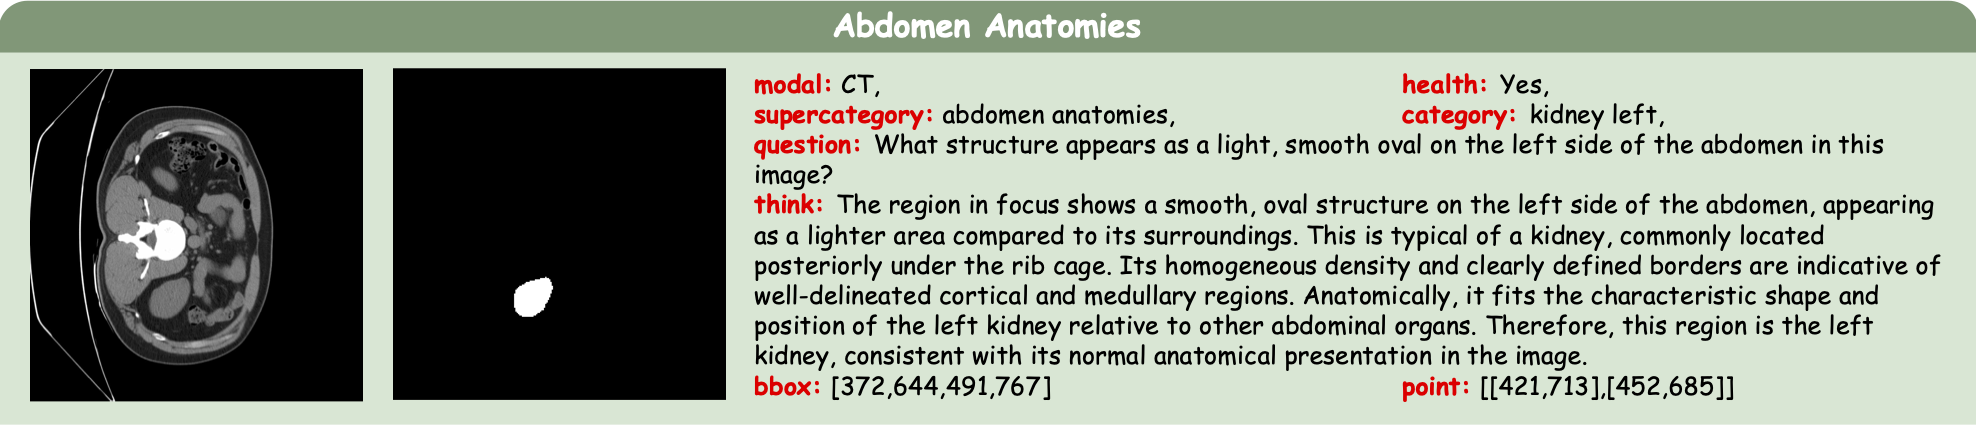 Abdomen Anatomies
modal: CT,
health: Yes,
supercategory: abdomen anatomies,
category: kidney left,
question: What structure appears as a light, smooth oval on the left side of the abdomen in this
image?
think: The region in focus shows a smooth, oval structure on the left side of the abdomen, appearing
as a lighter area compared to its surroundings. This is typical of a kidney, commonly located
posteriorly under the rib cage. Its homogeneous density and clearly defined borders are indicative of
well-delineated cortical and medullary regions. Anatomically, it fits the characteristic shape and
position of the left kidney relative to other abdominal organs. Therefore, this region is the left
kidney, consistent with its normal anatomical presentation in the image.
bbox: [372,644,491,767]
point: [[421,713],[452,685]]